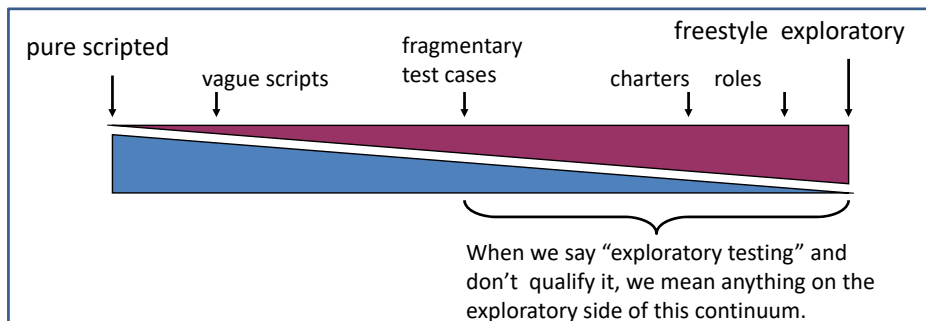 pure scripted
vague scripts
fragmentary
test cases
charters
roles
freestyle exploratory
When we say “exploratory testing” and
don’t qualify it, we mean anything on the
exploratory side of this continuum.